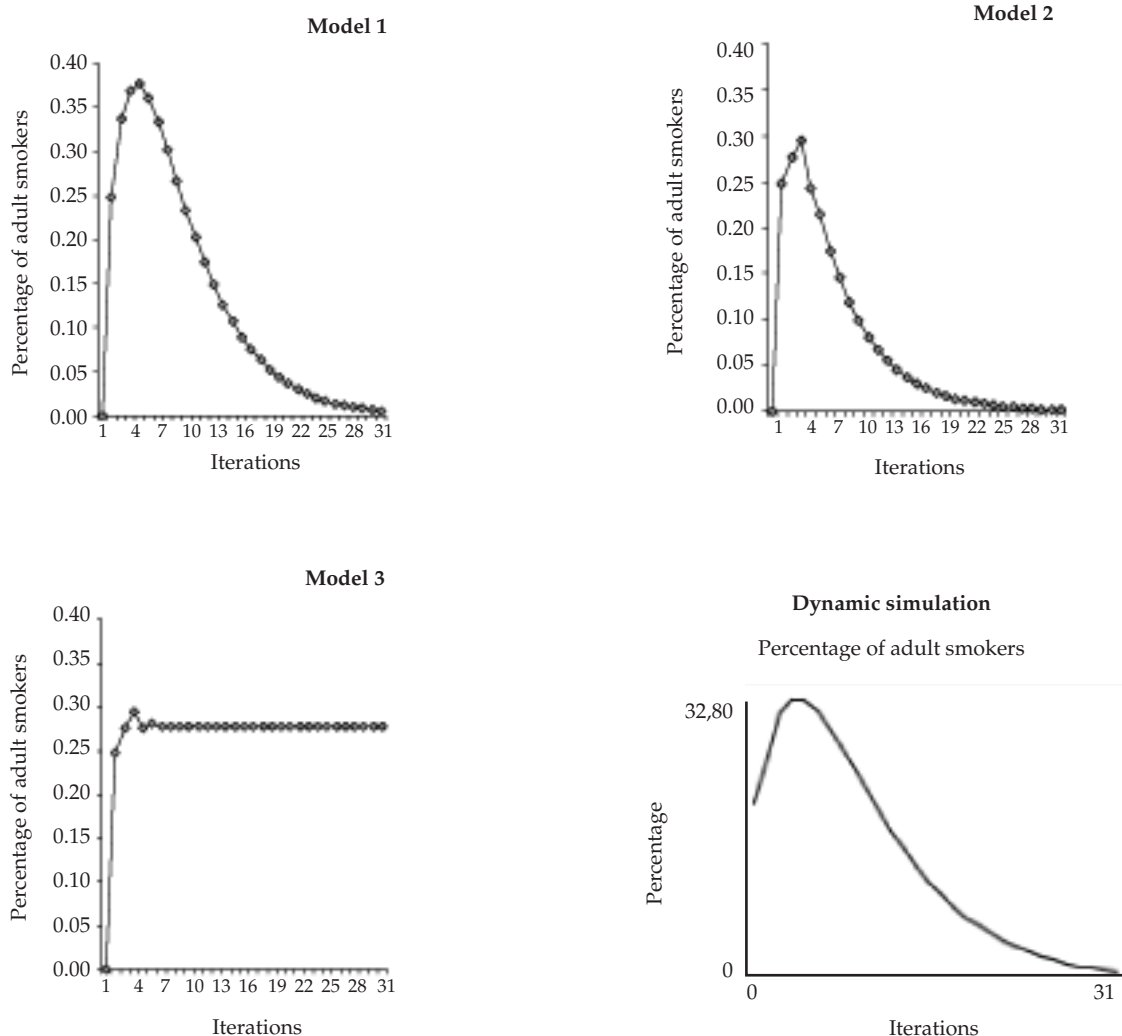 Model 1
0.40
0.35
0.30
0.25
0.20
0.15
0.10
0.05
0.00
Percentage of adult smokers
1 4 7 10 13 16 19 22 25 28 31
Iterations
Model 2
0.40
0.35
0.30
0.25
0.20
0.15
0.10
0.05
0.00
Percentage of adult smokers
1 4 7 10 13 16 19 22 25 28 31
Iterations
Model 3
0.40
0.35
0.30
0.25
0.20
0.15
0.10
0.05
0.00
Percentage of adult smokers
1 4 7 10 13 16 19 22 25 28 31
Iterations
Dynamic simulation
Percentage of adult smokers
32,80
0
Percentage
0 31
Iterations